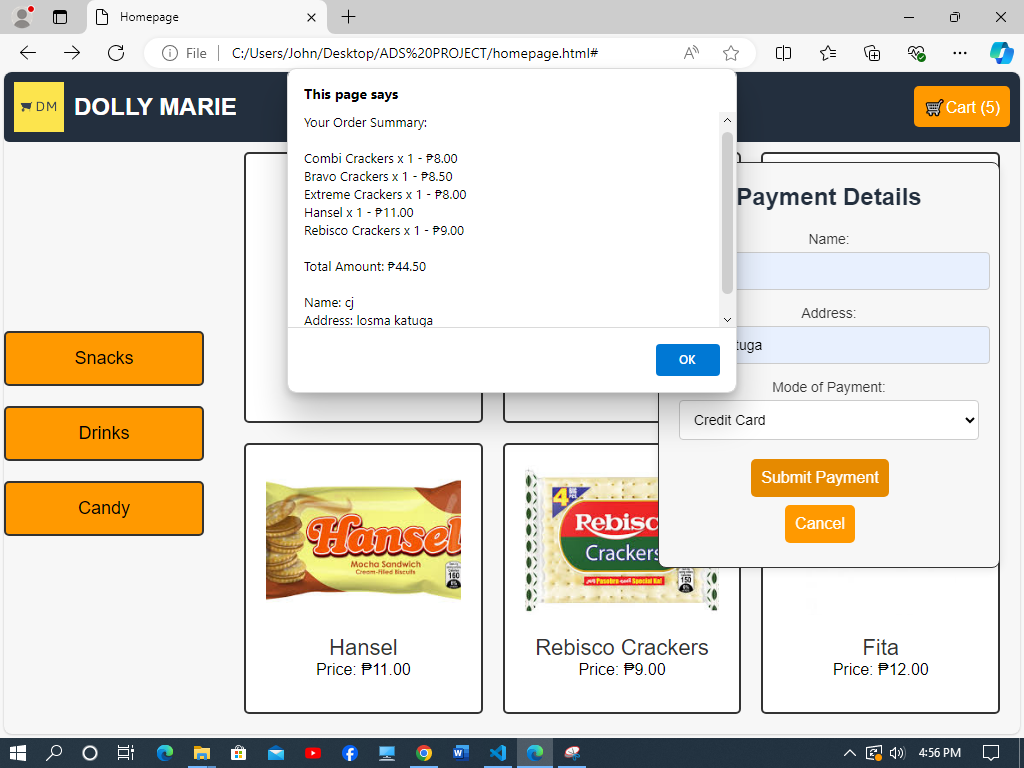 Homepage
File
C:/Users/John/Desktop/ADS%20PROJECT/homepage.html#
DM
DOLLY MARIE
Cart (5)
This page says
Your Order Summary:
Combi Crackers x 1 - ₱8.00
Bravo Crackers x 1 - ₱8.50
Extreme Crackers x 1 - ₱8.00
Hansel x 1 - ₱11.00
Rebisco Crackers x 1 - ₱9.00
Total Amount: ₱44.50
Name: cj
Address: losma katuga
OK
Payment Details
Name:
Address:
tuga
Mode of Payment:
Credit Card
Submit Payment
Cancel
Snacks
Drinks
Candy
Hansel
Mocha Sandwich
Cream-Filled Biscuits
160
Hansel
Price: ₱11.00
4
Rebisc
Crackers
150
Rebisco Crackers
Price: ₱9.00
Fita
Price: ₱12.00
4:56 PM